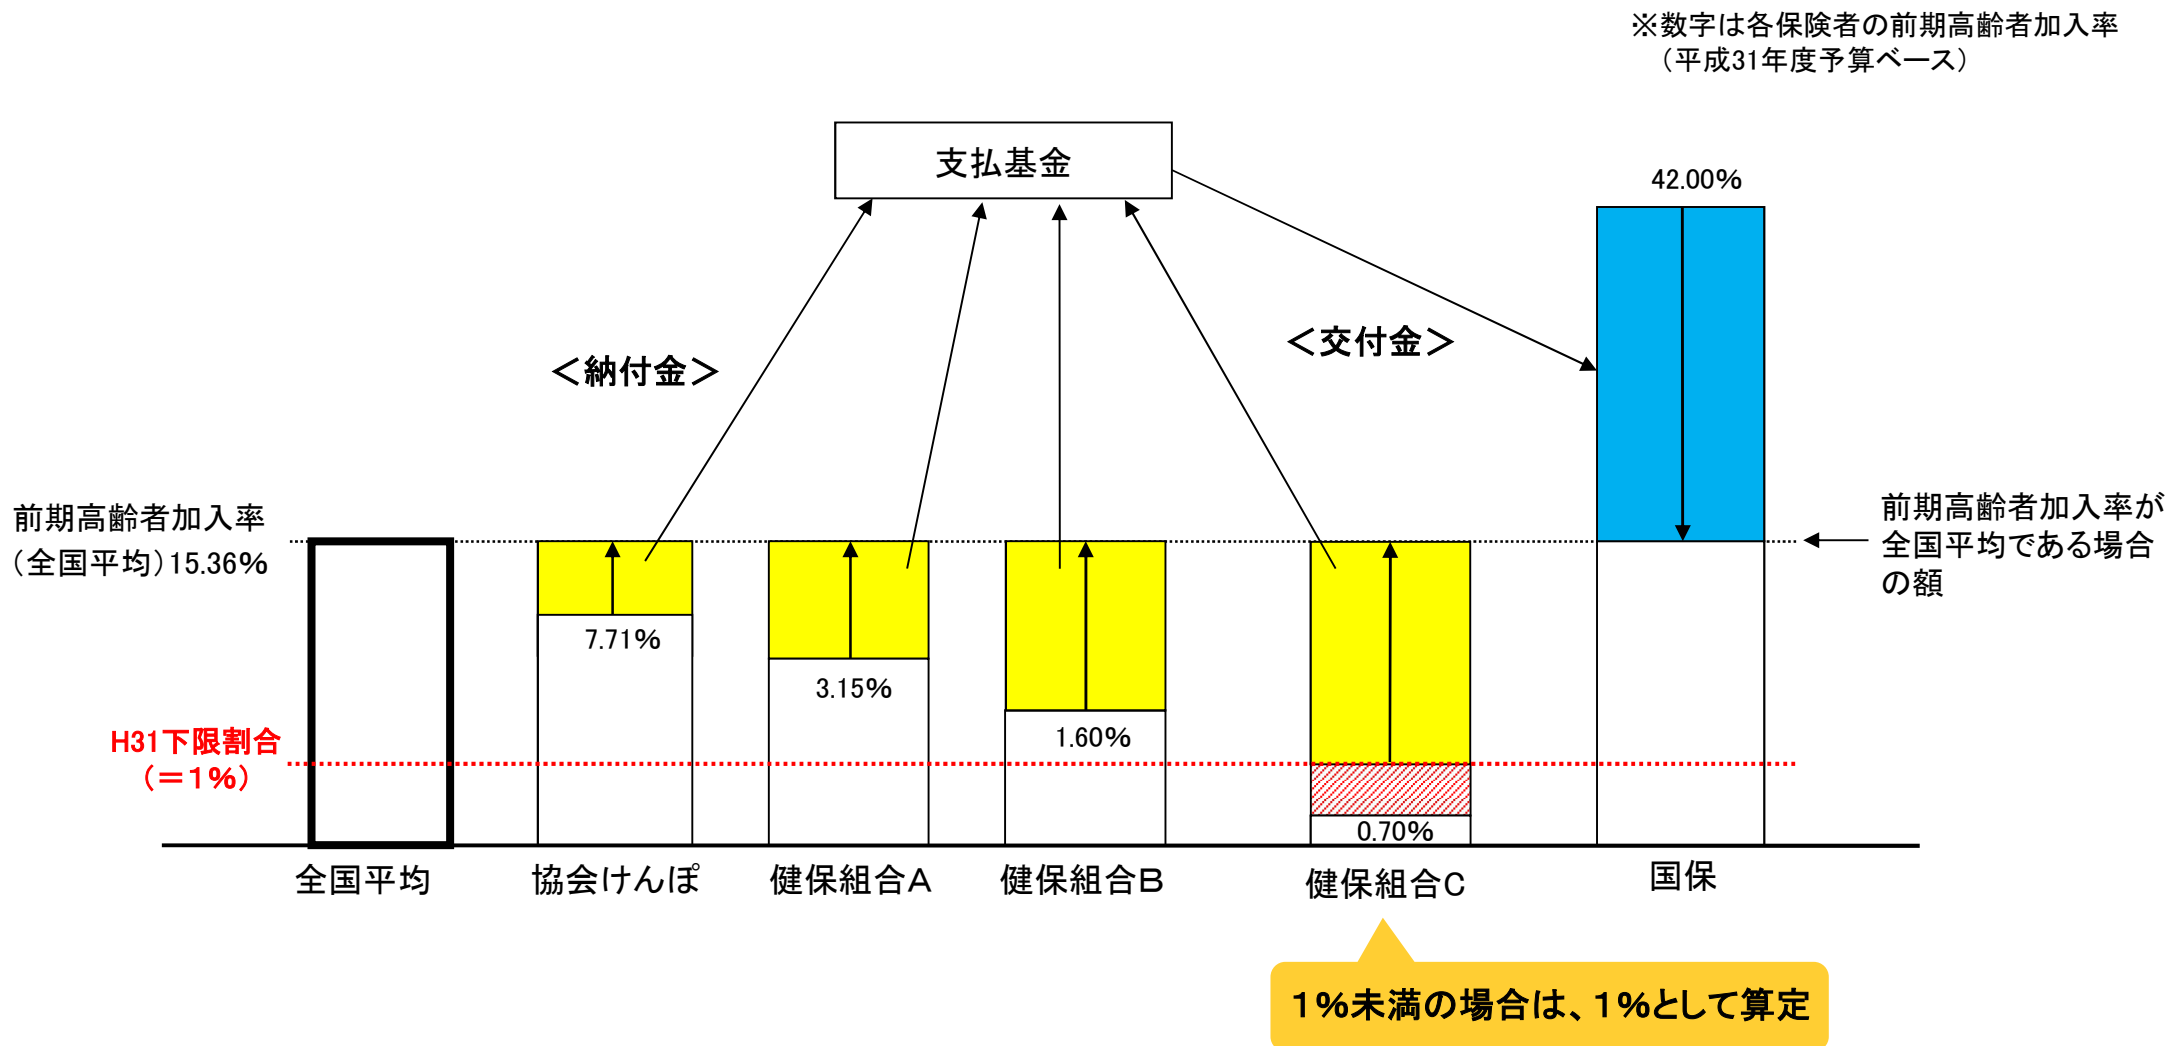 ※数字は各保険者の前期高齢者加入率
（平成31年度予算ベース）
支払基金
42.00%
＜納付金＞
＜交付金＞
前期高齢者加入率
（全国平均）15.36%
前期高齢者加入率が
全国平均である場合
の額
7.71%
3.15%
1.60%
H31下限割合
（＝1%）
0.70%
全国平均
協会けんぽ
健保組合A
健保組合B
健保組合C
国保
1%未満の場合は、1%として算定